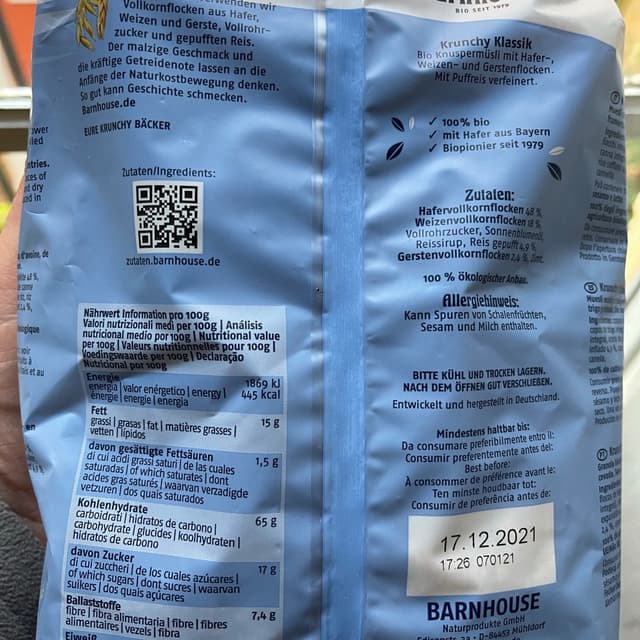 Vollkornflocken aus Hafer,
Weizen und Gerste, Vollrohr-
zucker und gepufften Reis.
Der malzige Geschmack und
die kräftige Getreidenote lassen an die
Anfänge der Naturkostbewegung denken.
So gut kann Geschichte schmecken.
Barnhouse.de
EURE KRUNCHY BÄCKER
Zutaten/Ingredients:
zutaten.barnhouse.de
Nährwert Information pro 100g
Valori nutrizionali medi per 100g | Análisis
nutricional medio por 100g | Nutritional value
per 100g | Valeurs nutritionnelles pour 100g |
Voedingswaarde per 100g | Declaração
Nutricional por 100g
Energie 1869 kJ
energia | valor energético | energy | 445 kcal
énergie | energie | energia
Fett 15 g
grassi | grasas | fat | matières grasses |
vetten | lípidos
davon gesättigte Fettsäuren 1,5 g
di cui acidi grassi saturi | de las cuales
saturadas | of which saturates | dont
acides gras saturés | waarvan verzadigde
vetzuren | dos quais saturados
Kohlenhydrate 65 g
carboidrati | hidratos de carbono |
carbohydrate | glucides | koolhydraten |
hidratos de carbono
davon Zucker 17 g
di cui zuccheri | de los cuales azúcares |
of which sugars | dont sucres | waarvan
suikers | dos quais açúcares
Ballaststoffe 7,4 g
fibre | fibra alimentaria | fibre | fibres
alimentaires | vezels | fibra
Eiweiß
BIO SEIT 1979
Krunchy Klassik
Bio Knuspermüsli mit Hafer-,
Weizen- und Gerstenflocken.
Mit Puffreis verfeinert.
✓ 100% bio
✓ mit Hafer aus Bayern
✓ Biopionier seit 1979
Zutaten:
Hafervollkornflocken 48 %,
Weizenvollkornflocken 18 %,
Vollrohrzucker, Sonnenblumenöl,
Reissirup, Reis gepufft 4,9 %,
Gerstenvollkornflocken 2,4 %, Zimt.
100 % ökologischer Anbau.
Allergiehinweis:
Kann Spuren von Schalenfrüchten,
Sesam und Milch enthalten.
BITTE KÜHL UND TROCKEN LAGERN.
NACH DEM ÖFFNEN GUT VERSCHLIEßEN.
Entwickelt und hergestellt in Deutschland.
Mindestens haltbar bis:
Da consumare preferibilmente entro il:
Consumir preferentemente antes del:
Best before:
À consommer de préférence avant le:
Ten minste houdbaar tot:
Consumir de preferência antes de:
17.12.2021
17:26 070121
BARNHOUSE
Naturprodukte GmbH
D-84453 Mühldorf